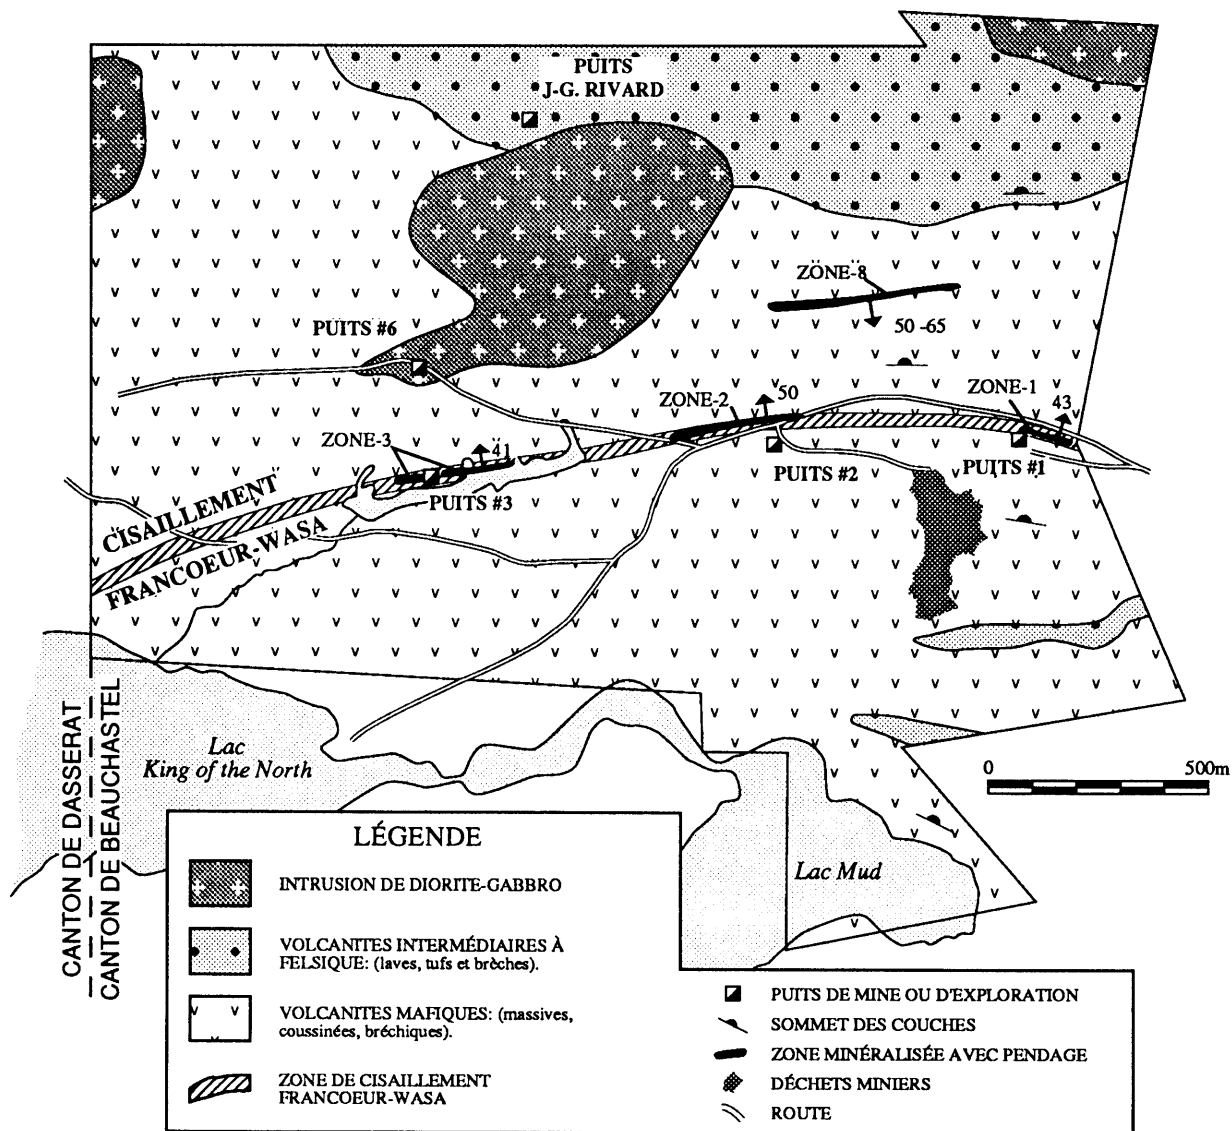 PUITS
J-G. RIVARD
ZONE-8
50 -65
PUITS #6
ZONE-2
50
ZONE-1
43
ZONE-3
41
PUITS #3
PUITS #2
PUITS #1
CISAILLEMENT
FRANCOEUR-WASA
CANTON DE DASSERAT
CANTON DE BEAUCHASTEL
Lac
King of the North
Lac Mud
0 500m
LÉGENDE
INTRUSION DE DIORITE-GABBRO
VOLCANITES INTERMÉDIAIRES À
FELSIQUE: (laves, tufs et brèches).
VOLCANITES MAFIQUES: (massives,
coussinées, bréchiques).
ZONE DE CISAILLEMENT
FRANCOEUR-WASA
PUITS DE MINE OU D'EXPLORATION
SOMMET DES COUCHES
ZONE MINÉRALISÉE AVEC PENDAGE
DÉCHETS MINIERS
ROUTE